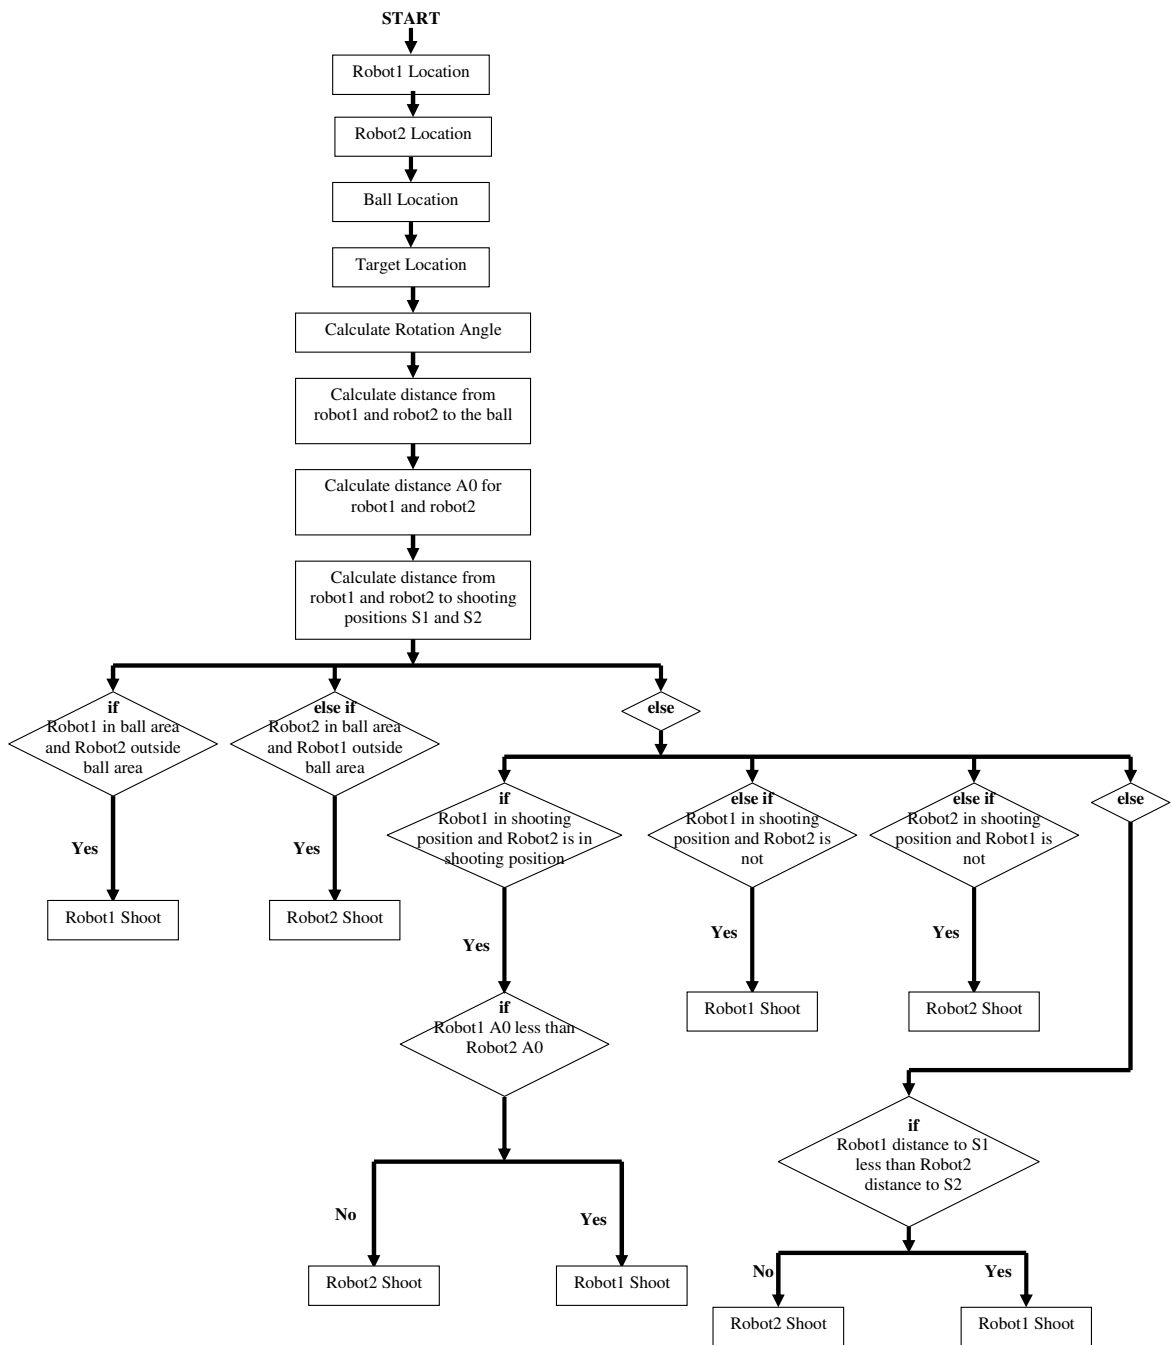 START
Robot1 Location
Robot2 Location
Ball Location
Target Location
Calculate Rotation Angle
Calculate distance from
robot1 and robot2 to the ball
Calculate distance A0 for
robot1 and robot2
Calculate distance from
robot1 and robot2 to shooting
positions S1 and S2
if
Robot1 in ball area
and Robot2 outside
ball area
else if
Robot2 in ball area
and Robot1 outside
ball area
else
if
Robot1 in shooting
position and Robot2 is in
shooting position
else if
Robot1 in shooting
position and Robot2 is
not
else if
Robot2 in shooting
position and Robot1 is
not
else
Yes
Yes
Robot1 Shoot
Robot2 Shoot
Yes
Yes
Yes
Robot1 Shoot
Robot2 Shoot
if
Robot1 A0 less than
Robot2 A0
if
Robot1 distance to S1
less than Robot2
distance to S2
No
Yes
Robot2 Shoot
Robot1 Shoot
No
Yes
Robot2 Shoot
Robot1 Shoot